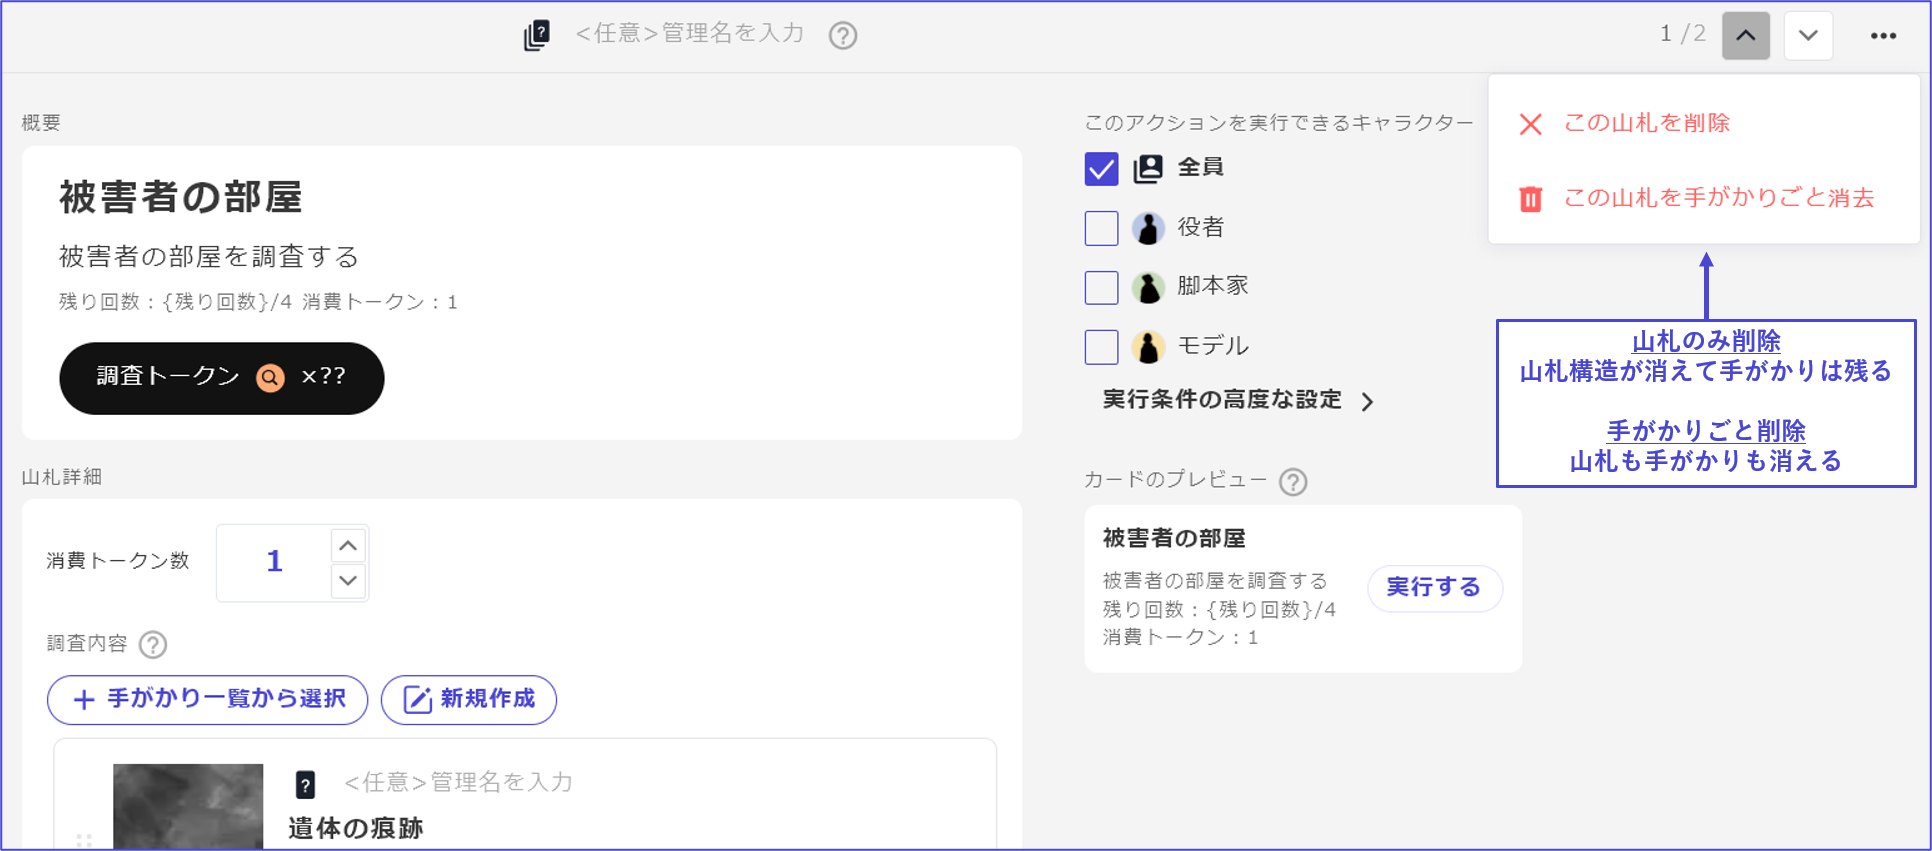 <任意>管理名を入力
1 /2
概要
被害者の部屋
被害者の部屋を調査する
残り回数：{残り回数}/4 消費トークン：1
調査トークン ×??
山札詳細
消費トークン数
1
調査内容
手がかり一覧から選択
新規作成
<任意>管理名を入力
遺体の痕跡
このアクションを実行できるキャラクター
全員
役者
脚本家
モデル
実行条件の高度な設定
カードのプレビュー
被害者の部屋
被害者の部屋を調査する
残り回数：{残り回数}/4
消費トークン：1
実行する
この山札を削除
この山札を手がかりごと消去
山札のみ削除
山札構造が消えて手がかりは残る
手がかりごと削除
山札も手がかりも消える